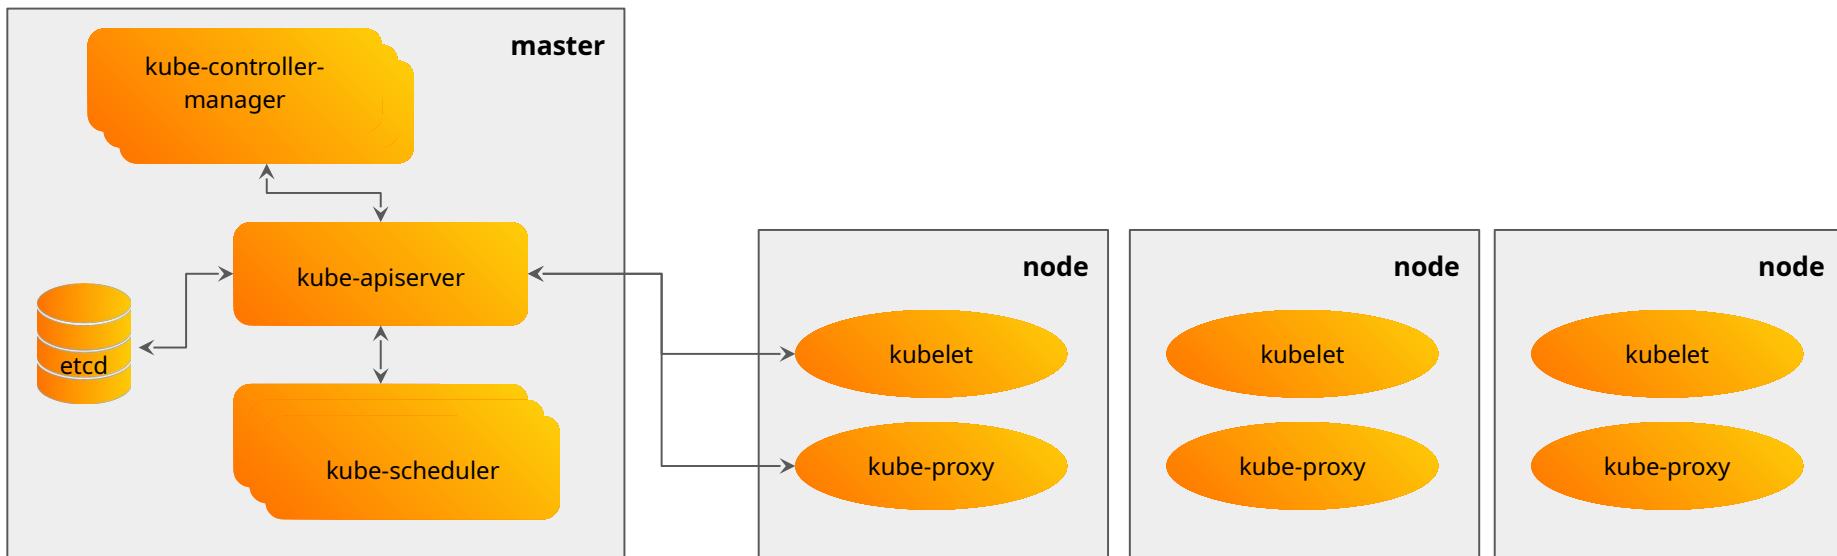 master
kube-controller-
manager
kube-apiserver
etcd
kube-scheduler
node
kubelet
kube-proxy
node
kubelet
kube-proxy
node
kubelet
kube-proxy